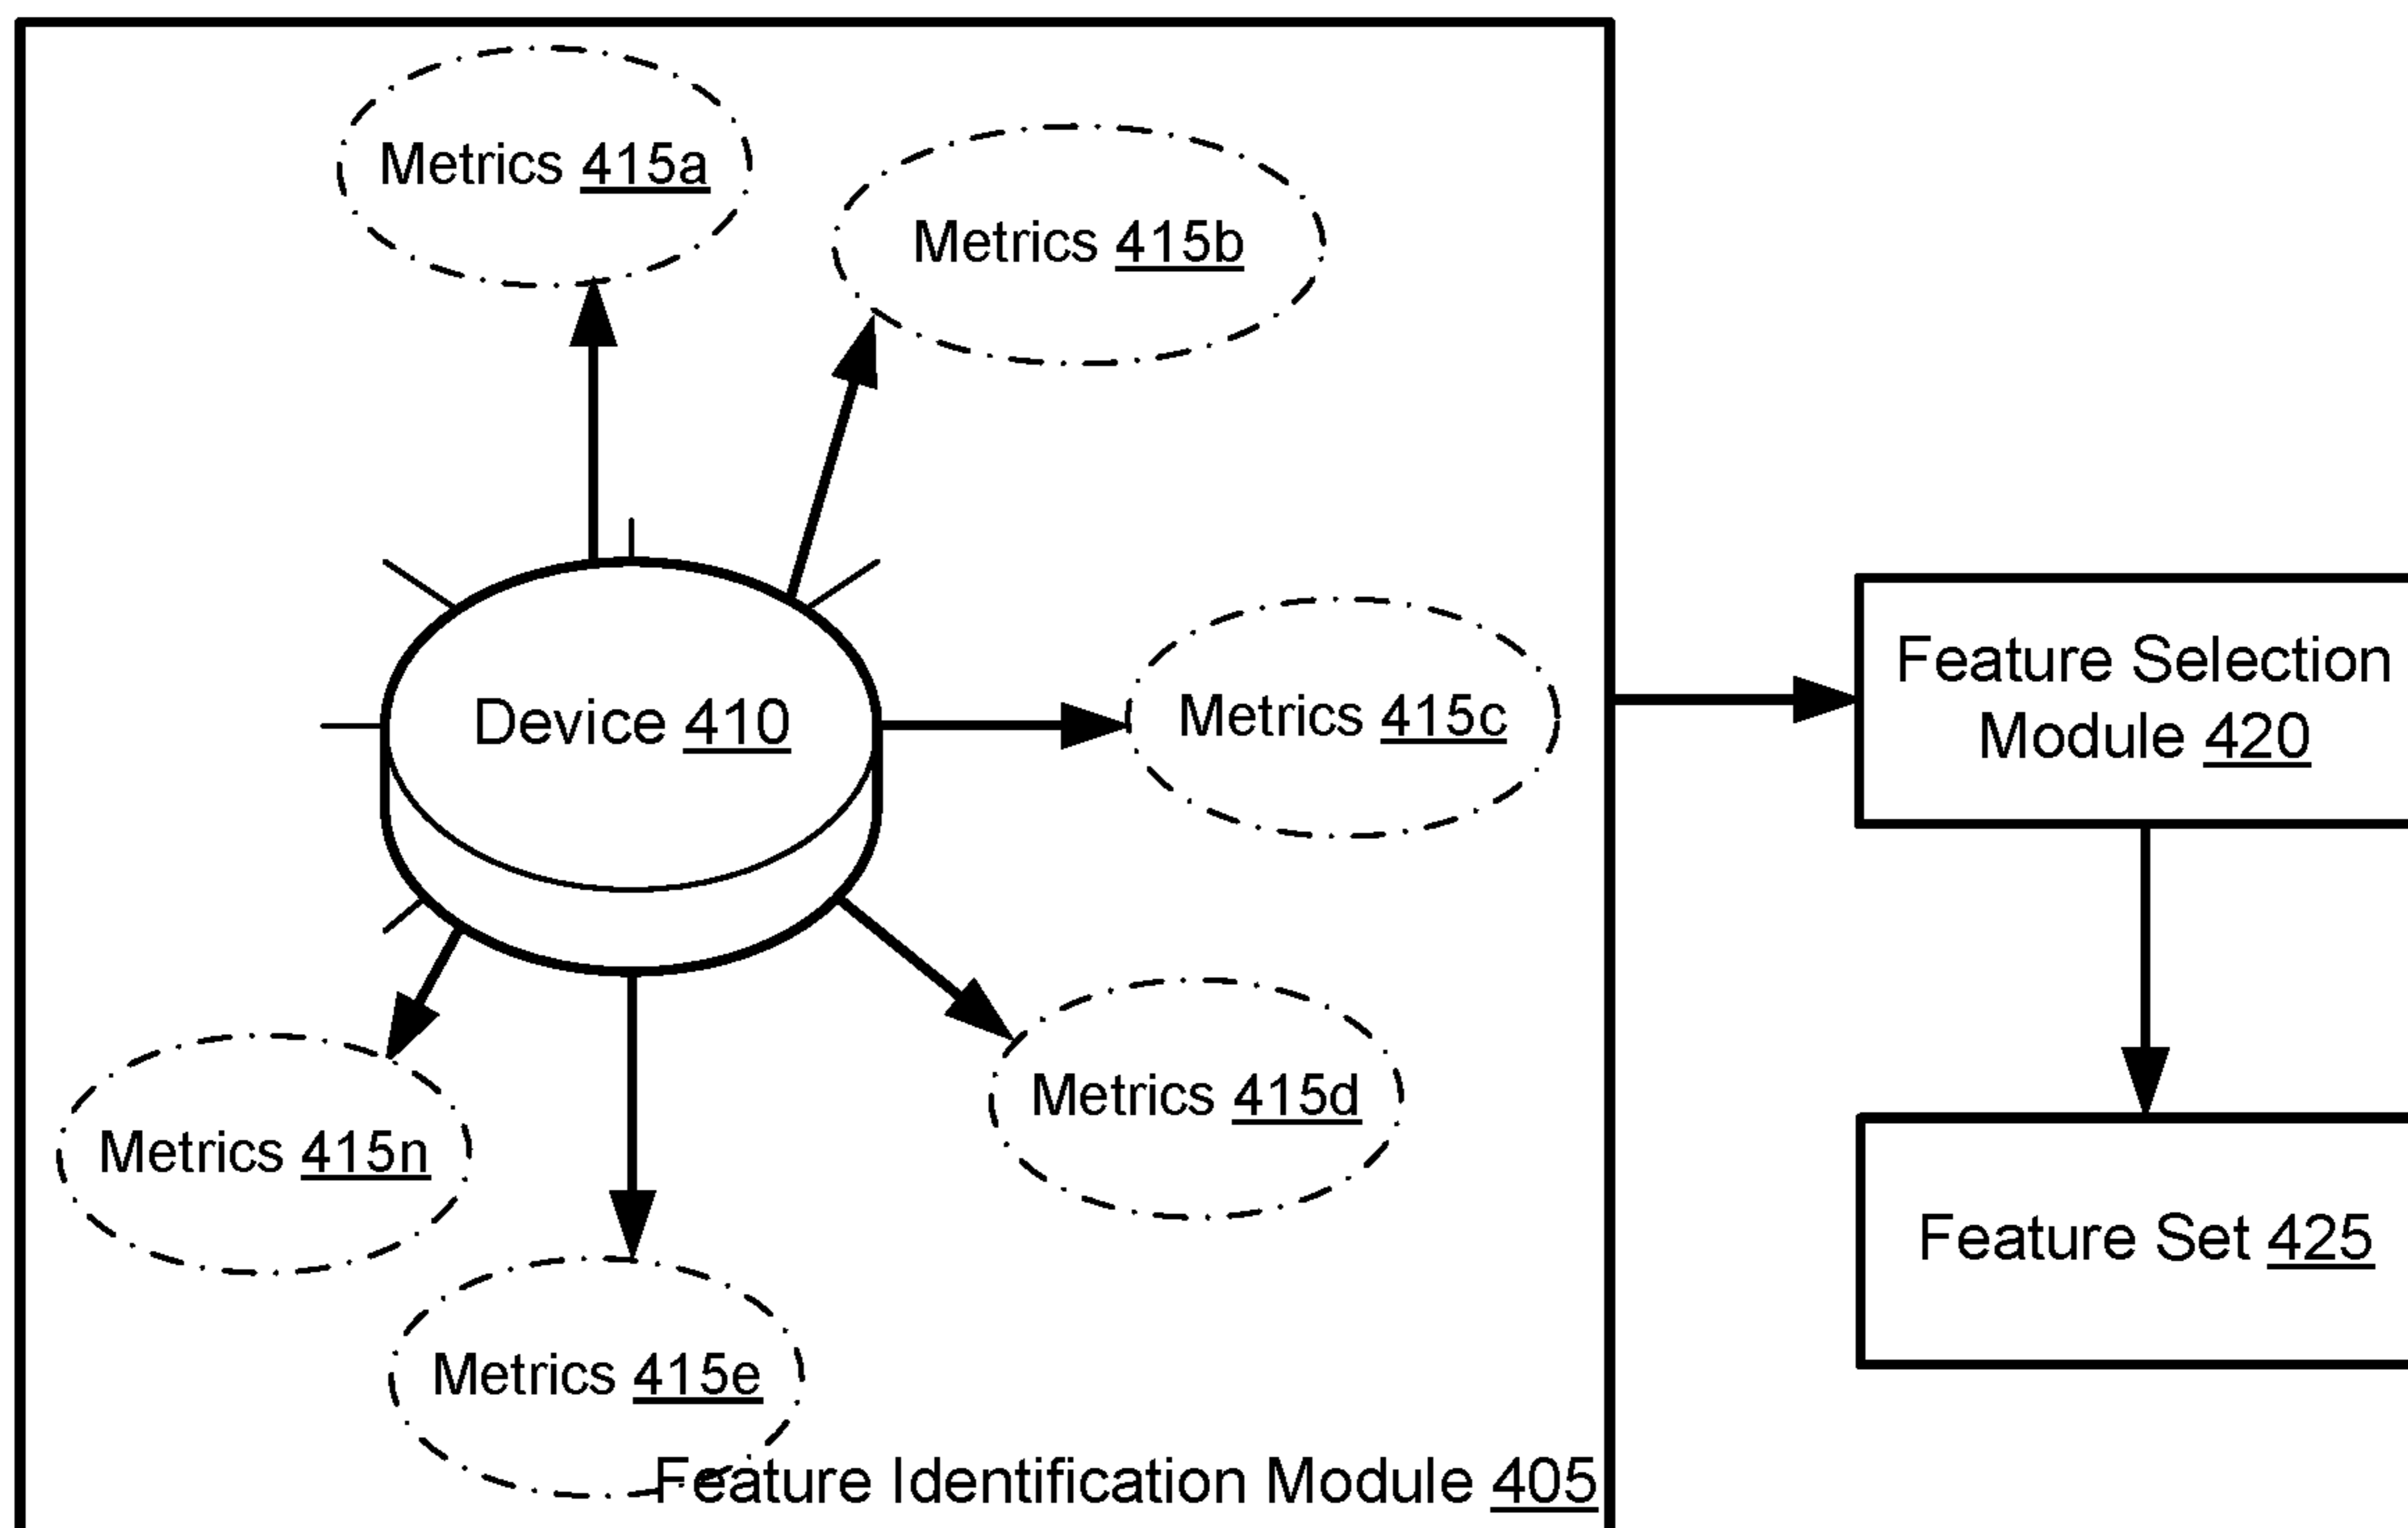 Metrics 415a
Metrics 415b
Device 410
Metrics 415c
Feature Selection
Module 420
Metrics 415d
Metrics 415n
Metrics 415e
Feature Set 425
Feature Identification Module 405